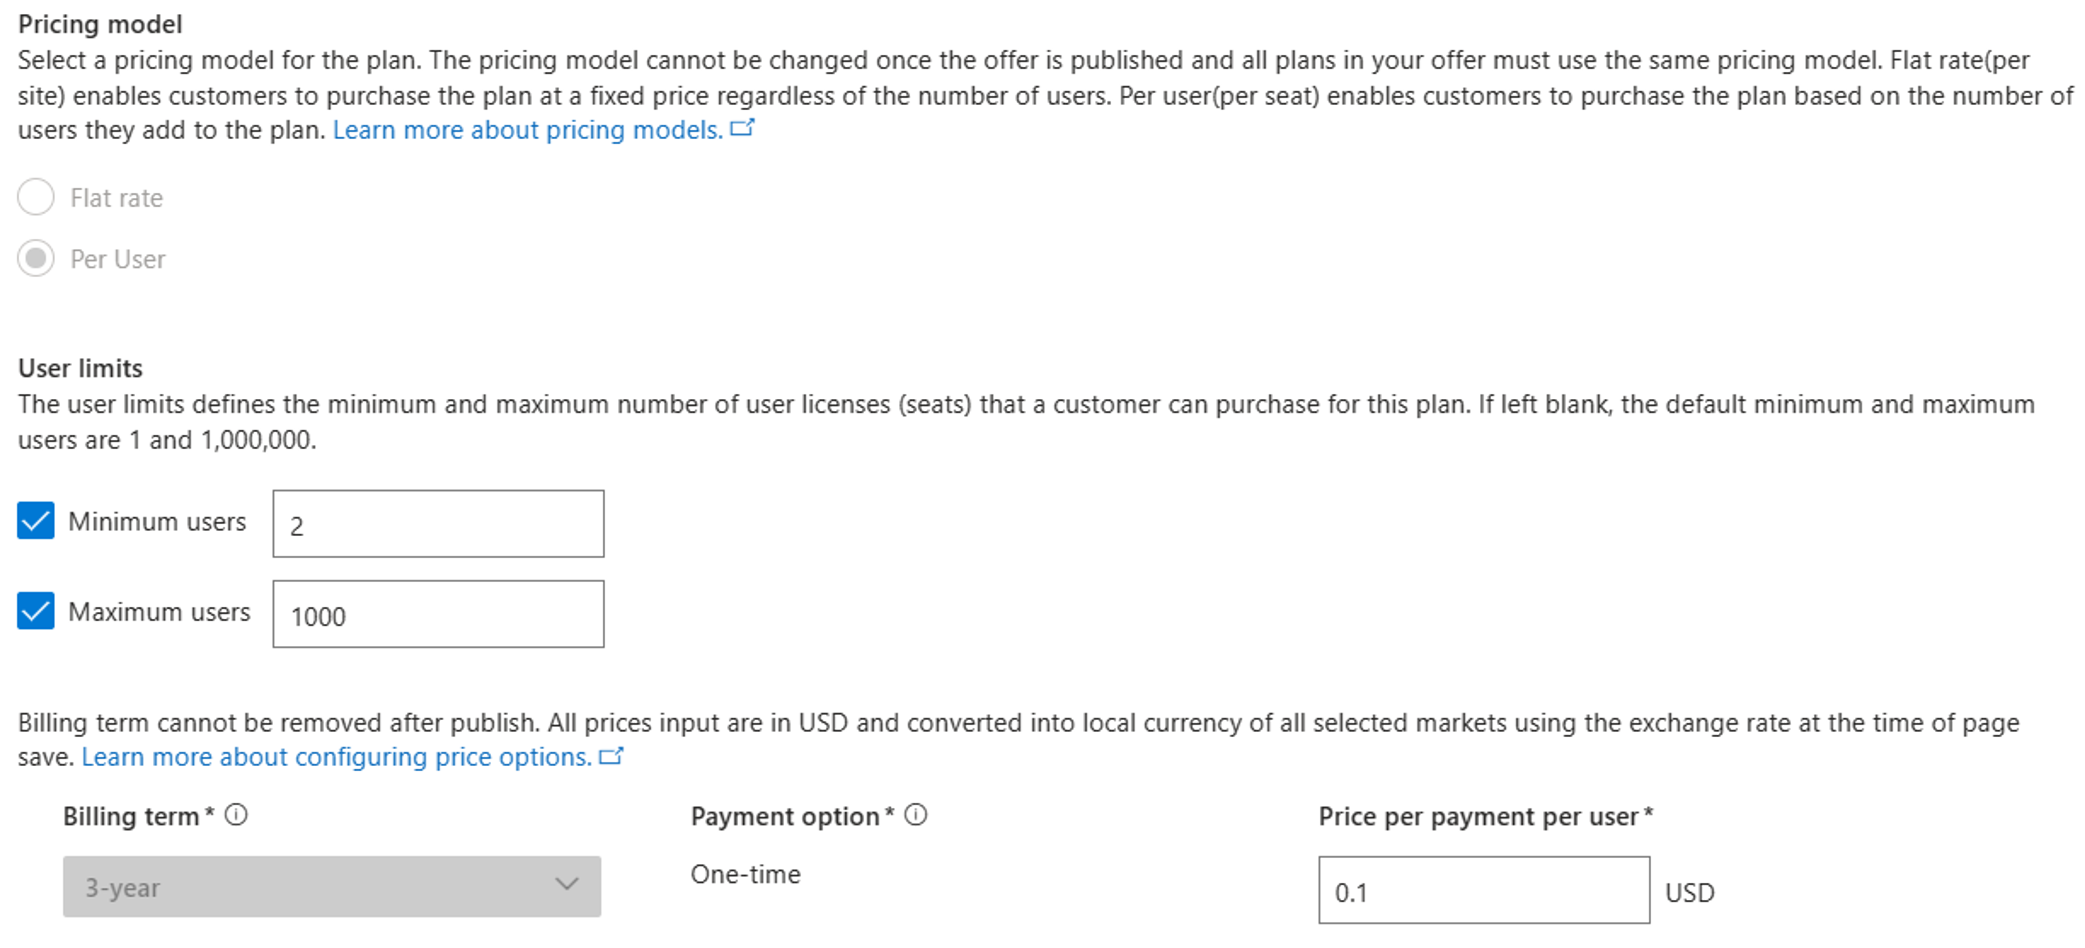 Pricing model
Select a pricing model for the plan. The pricing model cannot be changed once the offer is published and all plans in your offer must use the same pricing model. Flat rate(per
site) enables customers to purchase the plan at a fixed price regardless of the number of users. Per user(per seat) enables customers to purchase the plan based on the number of
users they add to the plan. Learn more about pricing models.
Flat rate
Per User
User limits
The user limits defines the minimum and maximum number of user licenses (seats) that a customer can purchase for this plan. If left blank, the default minimum and maximum
users are 1 and 1,000,000.
Minimum users 2
Maximum users 1000
Billing term cannot be removed after publish. All prices input are in USD and converted into local currency of all selected markets using the exchange rate at the time of page
save. Learn more about configuring price options.
Billing term * Payment option * Price per payment per user *
3-year One-time 0.1 USD